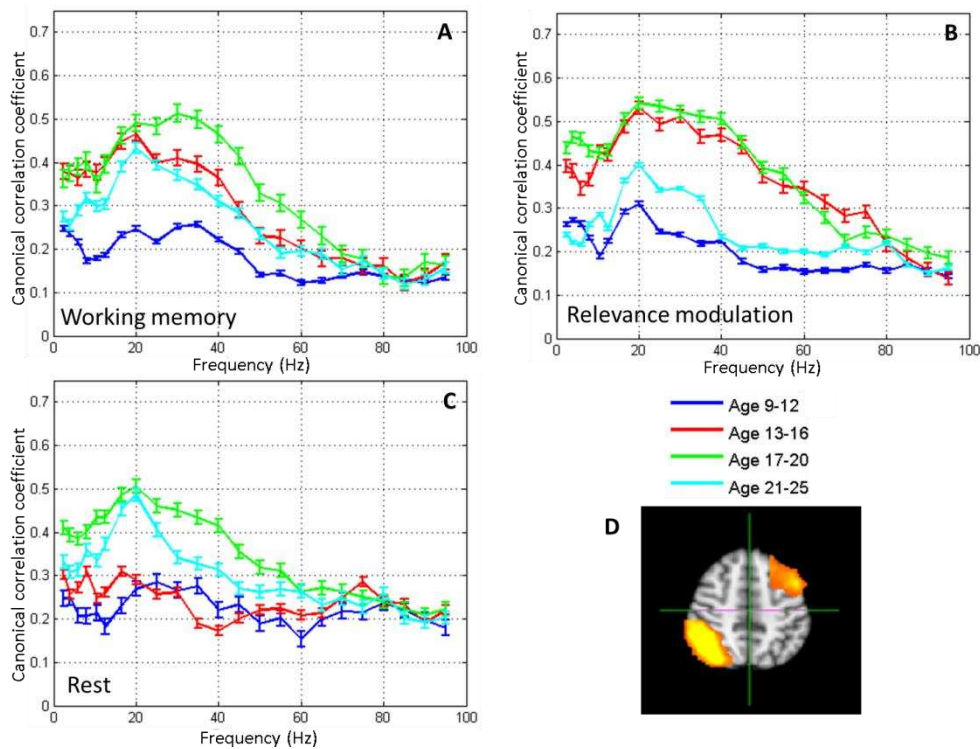 A
Canonical correlation coefficient
0.7
0.6
0.5
0.4
0.3
0.2
0.1
0
Working memory
0 20 40 60 80 100
Frequency (Hz)
B
Canonical correlation coefficient
0.7
0.6
0.5
0.4
0.3
0.2
0.1
0
Relevance modulation
0 20 40 60 80 100
Frequency (Hz)
C
Canonical correlation coefficient
0.7
0.6
0.5
0.4
0.3
0.2
0.1
0
Rest
0 20 40 60 80 100
Frequency (Hz)
Age 9-12
Age 13-16
Age 17-20
Age 21-25
D